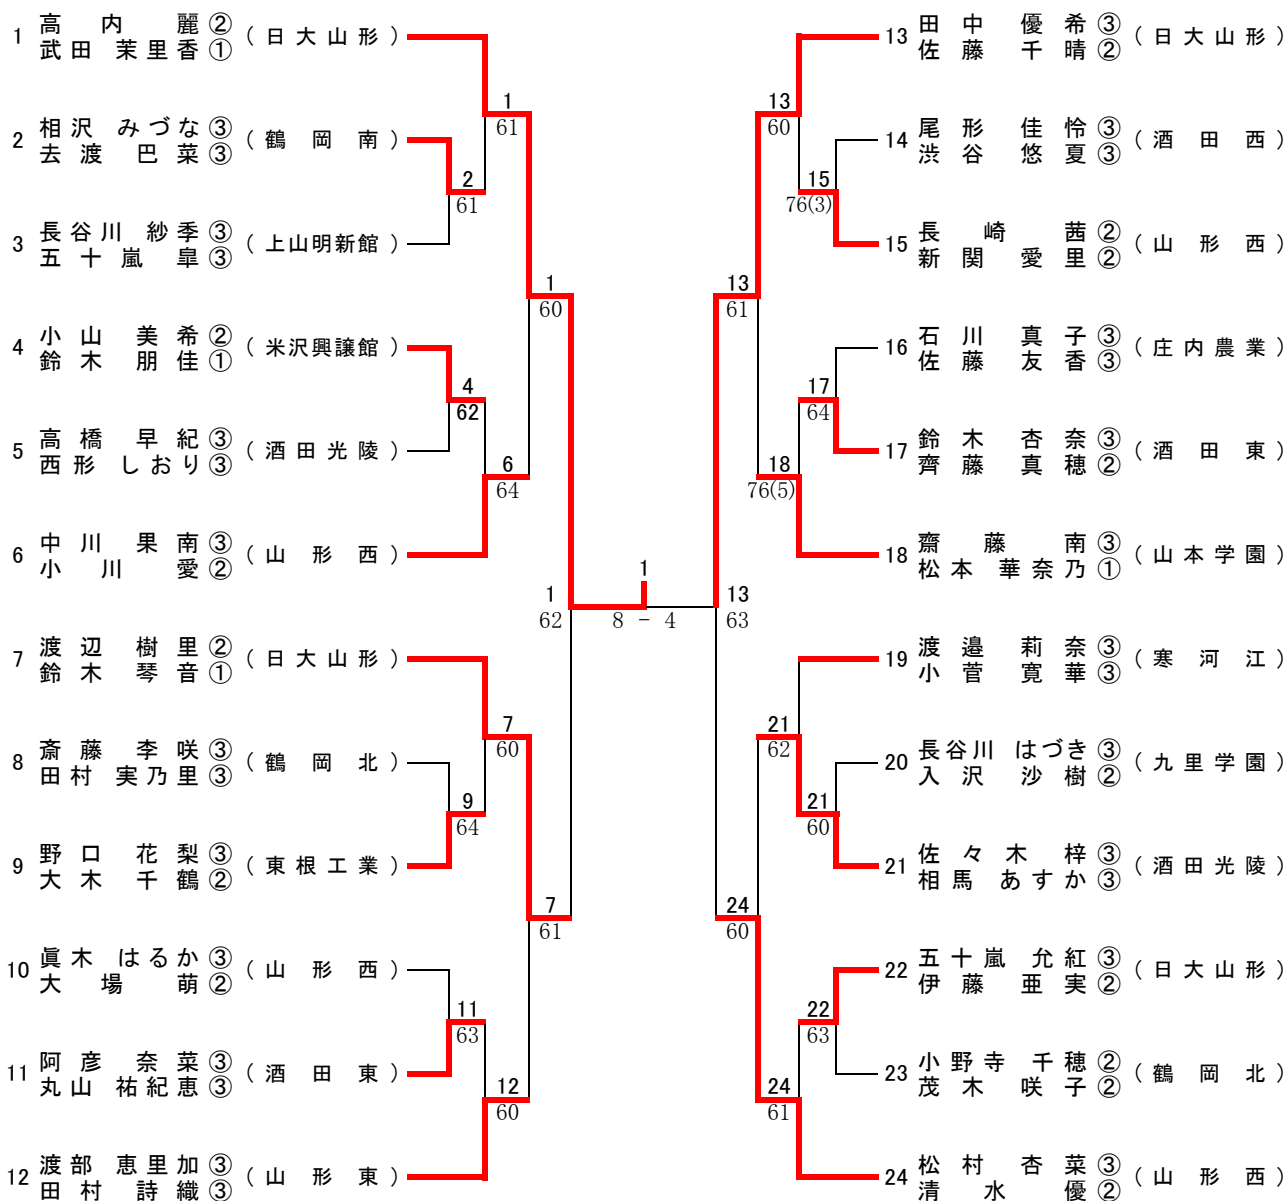 1 高内 麗 ② (日大山形)
武田 茉里香 ①
2 相沢 みづな ③ (鶴岡南)
去渡 巴菜 ③
3 長谷川 紗季 ③ (上山明新館)
五十嵐 皐 ③
4 小山 美希 ② (米沢興譲館)
鈴木 朋佳 ①
5 高橋 早紀 ③ (酒田光陵)
西形 しおり ③
6 中川 果南 ③ (山形西)
小川 愛 ②
7 渡辺 樹里 ② (日大山形)
鈴木 琴音 ①
8 斎藤 李咲 ③ (鶴岡北)
田村 実乃里 ③
9 野口 花梨 ③ (東根工業)
大木 千鶴 ②
10 眞木 はるか ③ (山形西)
大場 萌 ②
11 阿彦 奈菜 ③ (酒田東)
丸山 祐紀恵 ③
12 渡部 恵里加 ③ (山形東)
田村 詩織 ③
1
61
2
61
1
60
4
62
6
64
1
62
7
60
9
64
7
61
11
63
12
60
1
8 - 4
13
60
15
76(3)
13
61
17
64
18
76(5)
13
63
21
62
21
60
24
60
22
63
24
61
13 田中 優希 ③ (日大山形)
佐藤 千晴 ②
14 尾形 佳怜 ③ (酒田西)
渋谷 悠夏 ③
15 長崎 茜 ② (山形西)
新関 愛里 ②
16 石川 真子 ③ (庄内農業)
佐藤 友香 ③
17 鈴木 杏奈 ③ (酒田東)
齊藤 真穂 ②
18 齋藤 南 ③ (山本学園)
松本 華奈乃 ①
19 渡邉 莉奈 ③ (寒河江)
小菅 寛華 ③
20 長谷川 はづき ③ (九里学園)
入沢 沙樹 ②
21 佐々木 梓 ③ (酒田光陵)
相馬 あすか ③
22 五十嵐 允紅 ③ (日大山形)
伊藤 亜実 ②
23 小野寺 千穂 ② (鶴岡北)
茂木 咲子 ②
24 松村 杏菜 ③ (山形西)
清水 優 ②